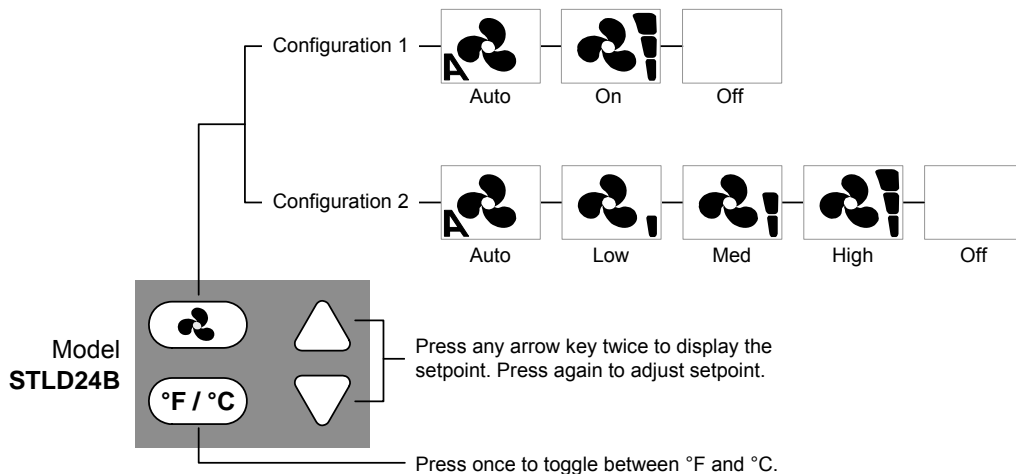 Configuration 1
A
Auto
On
Off
Configuration 2
A
Auto
Low
Med
High
Off
Model
STLD24B
Press any arrow key twice to display the
setpoint. Press again to adjust setpoint.
°F / °C
Press once to toggle between °F and °C.